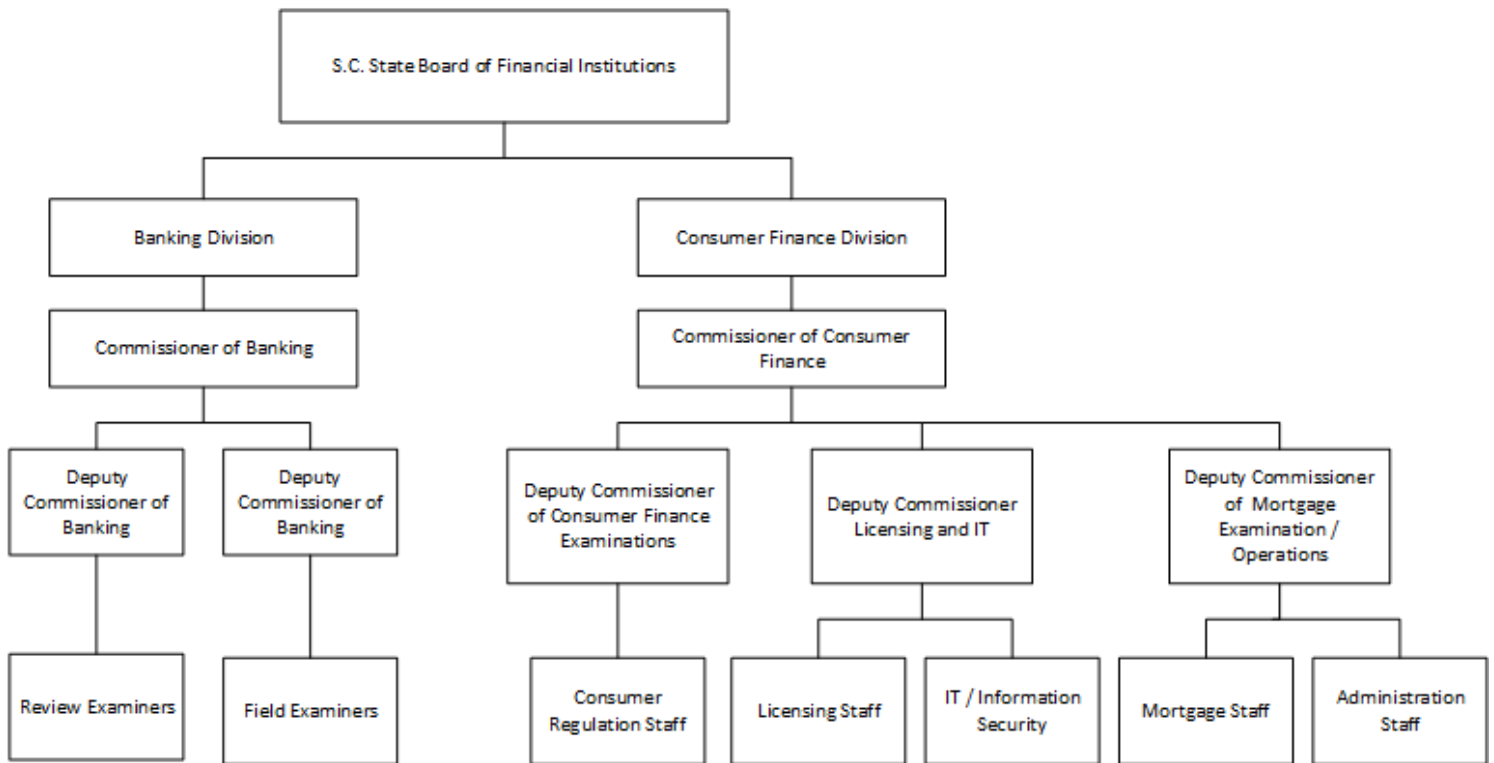 S.C. State Board of Financial Institutions
Banking Division
Consumer Finance Division
Commissioner of Banking
Commissioner of Consumer
Finance
Deputy
Commissioner of
Banking
Deputy
Commissioner of
Banking
Deputy Commissioner
of Consumer Finance
Examinations
Deputy Commissioner
Licensing and IT
Deputy Commissioner
of Mortgage
Examination /
Operations
Review Examiners
Field Examiners
Consumer
Regulation Staff
Licensing Staff
IT / Information
Security
Mortgage Staff
Administration
Staff